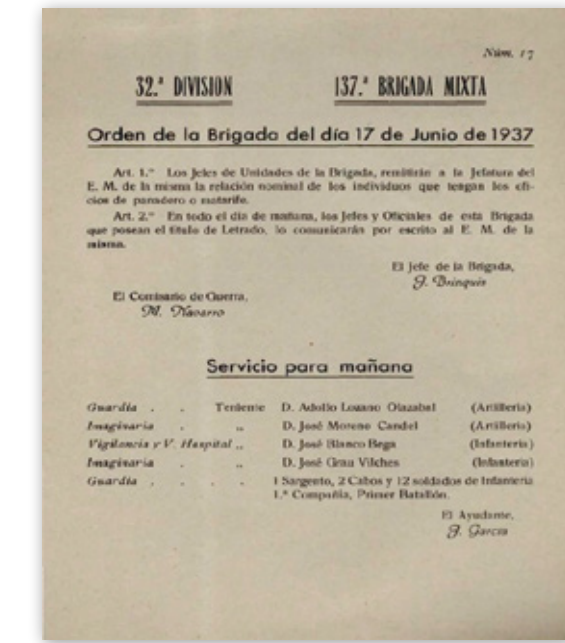 Núm. 17
32.ª DIVISION 137.ª BRIGADA MIXTA
Orden de la Brigada del día 17 de Junio de 1937
Art. 1.º Los Jefes de Unidades de la Brigada, remitirán a la Jefatura del
E. M. de la misma la relación nominal de los individuos que tengan los ofi-
cios de panadero o matarife.
Art. 2.º En todo el día de mañana, los Jefes y Oficiales de esta Brigada
que posean el título de Letrado, lo comunicarán por escrito al E. M. de la
misma.
El Jefe de la Brigada,
J. Brinquis
El Comisario de Guerra,
M. Navarro
Servicio para mañana
Guardia . . Teniente D. Adolfo Louano Olazabal (Artillería)
Imaginaria . „ D. José Moreno Candel (Artillería)
Vigilancia y V. Hospital „ D. José Blanco Bega (Infantería)
Imaginaria . „ D. José Grau Vilches (Infantería)
Guardia . . . . 1 Sargento, 2 Cabos y 12 soldados de Infantería
1.ª Compañía, Primer Batallón.
El Ayudante,
J. García